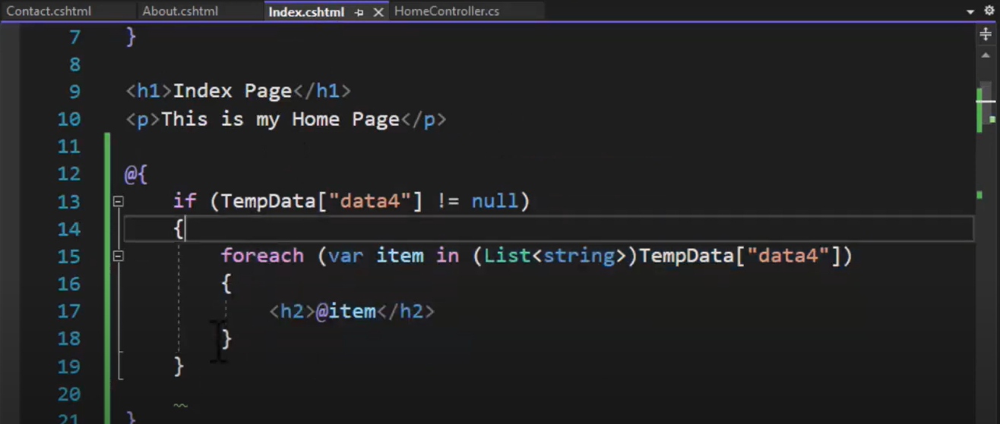 Contact.cshtml About.cshtml Index.cshtml HomeController.cs
7 }
8
9 <h1>Index Page</h1>
10 <p>This is my Home Page</p>
11
12 @{
13 if (TempData["data4"] != null)
14 {
15 foreach (var item in (List<string>)TempData["data4"])
16 {
17 <h2>@item</h2>
18 }
19 }
20
21 }